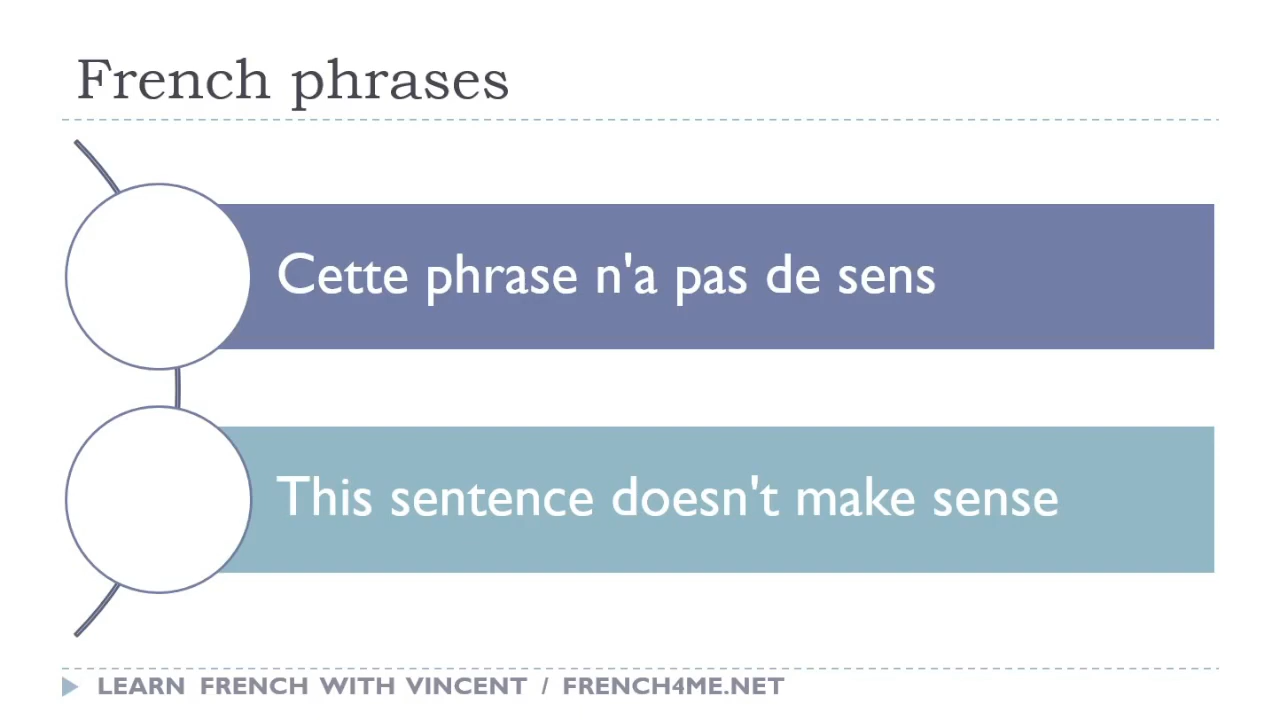 French phrases
Cette phrase n'a pas de sens
This sentence doesn't make sense
LEARN FRENCH WITH VINCENT / FRENCH4ME.NET